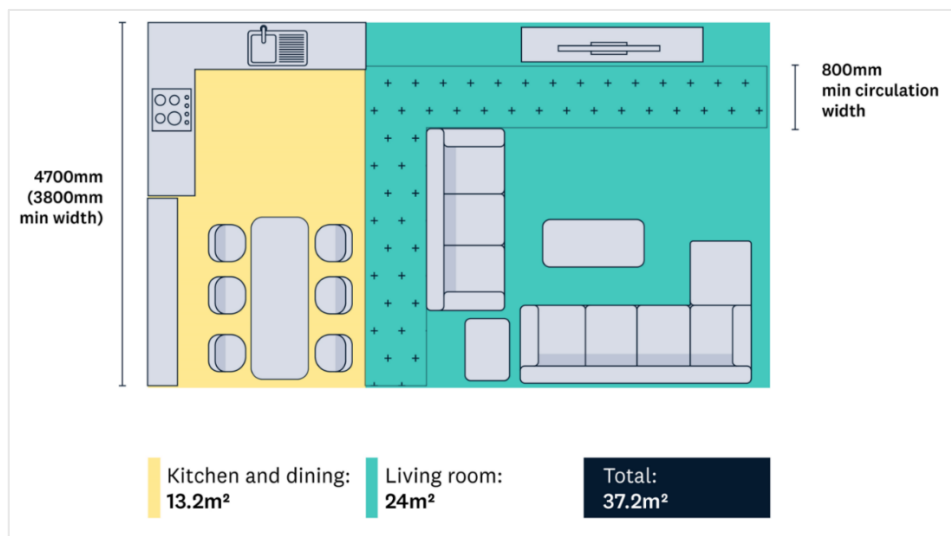 800mm
min circulation
width
4700mm
(3800mm
min width)
Kitchen and dining:
13.2m²
Living room:
24m²
Total:
37.2m²